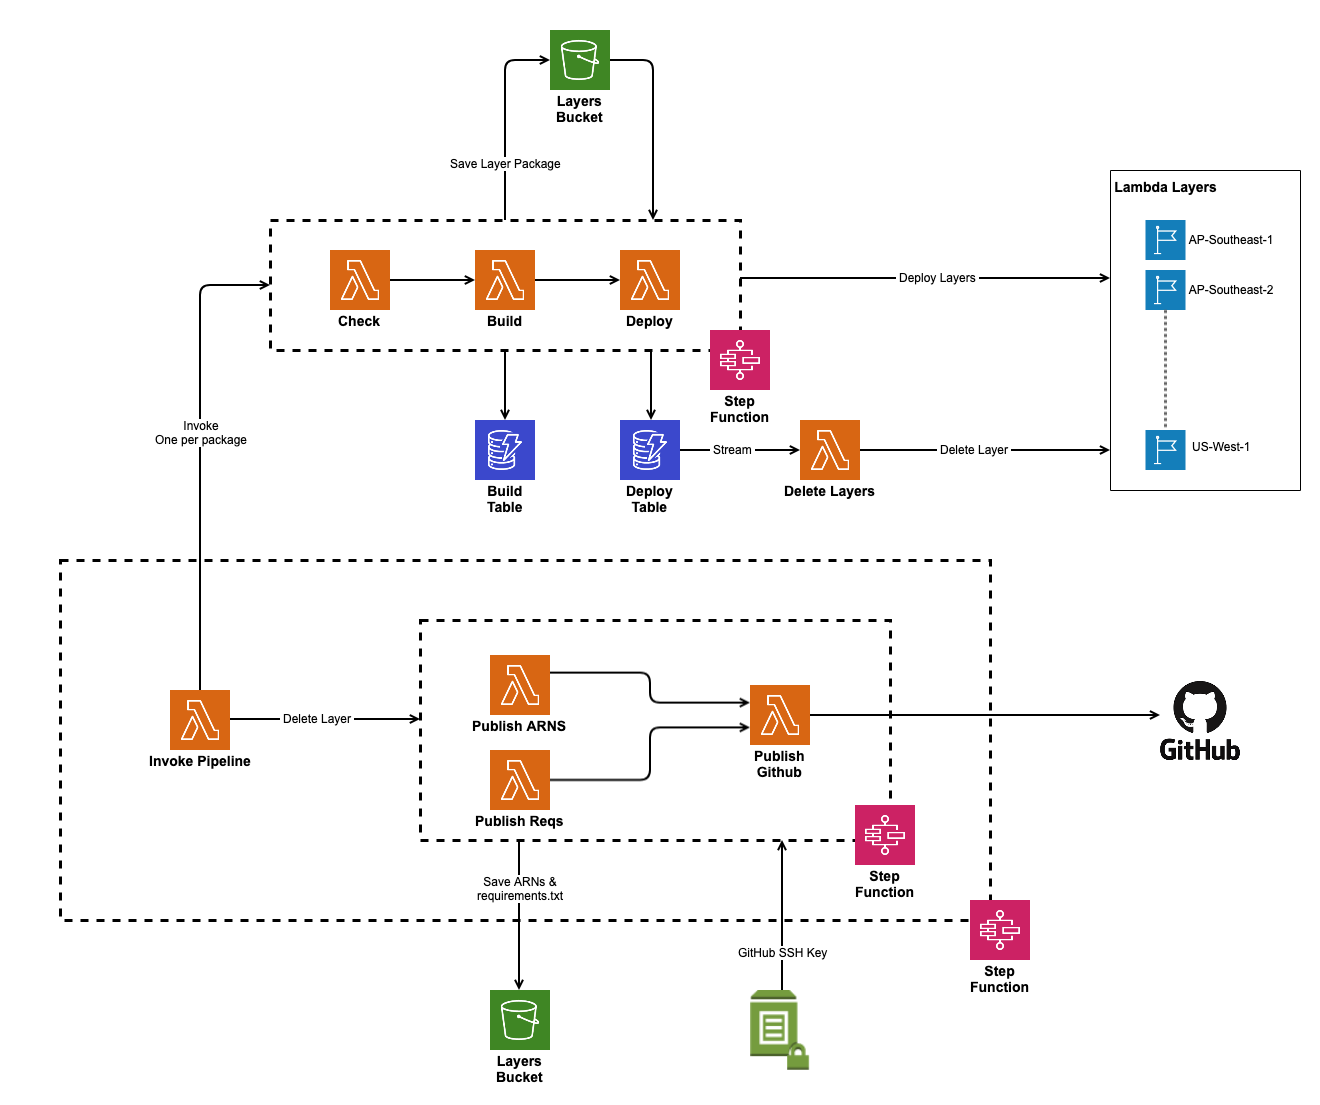 Layers
Bucket
Save Layer Package
Lambda Layers
AP-Southeast-1
AP-Southeast-2
US-West-1
Check
Build
Deploy
Deploy Layers
Step
Function
Invoke
One per package
Build
Table
Deploy
Table
Stream
Delete Layers
Delete Layer
Publish ARNS
Publish Reqs
Publish
Github
Invoke Pipeline
Delete Layer
GitHub
Step
Function
Save ARNs &
requirements.txt
GitHub SSH Key
Step
Function
Layers
Bucket